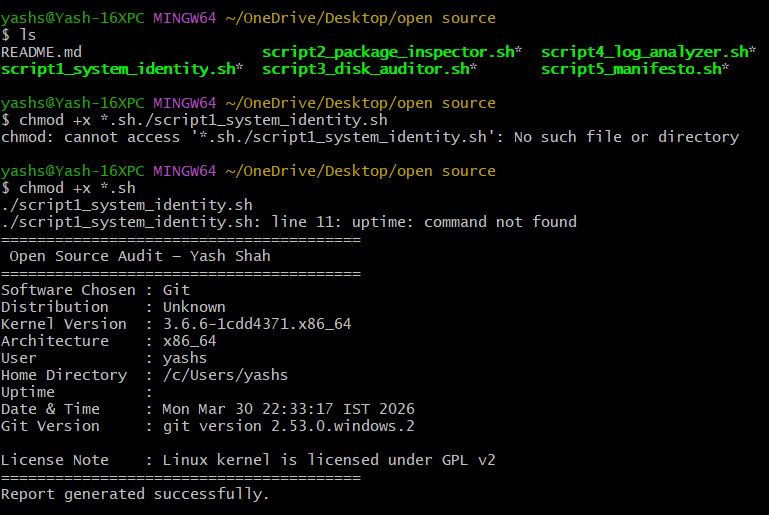 yashs@Yash-16XPC MINGW64 ~/OneDrive/Desktop/open source
$ ls
README.md                     script2_package_inspector.sh*  script4_log_analyzer.sh*
script1_system_identity.sh*  script3_disk_auditor.sh*       script5_manifesto.sh*

yashs@Yash-16XPC MINGW64 ~/OneDrive/Desktop/open source
$ chmod +x *.sh./script1_system_identity.sh
chmod: cannot access '*.sh./script1_system_identity.sh': No such file or directory

yashs@Yash-16XPC MINGW64 ~/OneDrive/Desktop/open source
$ chmod +x *.sh
./script1_system_identity.sh
./script1_system_identity.sh: line 11: uptime: command not found
========================================
 Open Source Audit — Yash Shah
========================================
Software Chosen : Git
Distribution    : Unknown
Kernel Version  : 3.6.6-1cdd4371.x86_64
Architecture    : x86_64
User            : yashs
Home Directory  : /c/Users/yashs
Uptime          :
Date & Time     : Mon Mar 30 22:33:17 IST 2026
Git Version     : git version 2.53.0.windows.2

License Note    : Linux kernel is licensed under GPL v2
========================================
Report generated successfully.